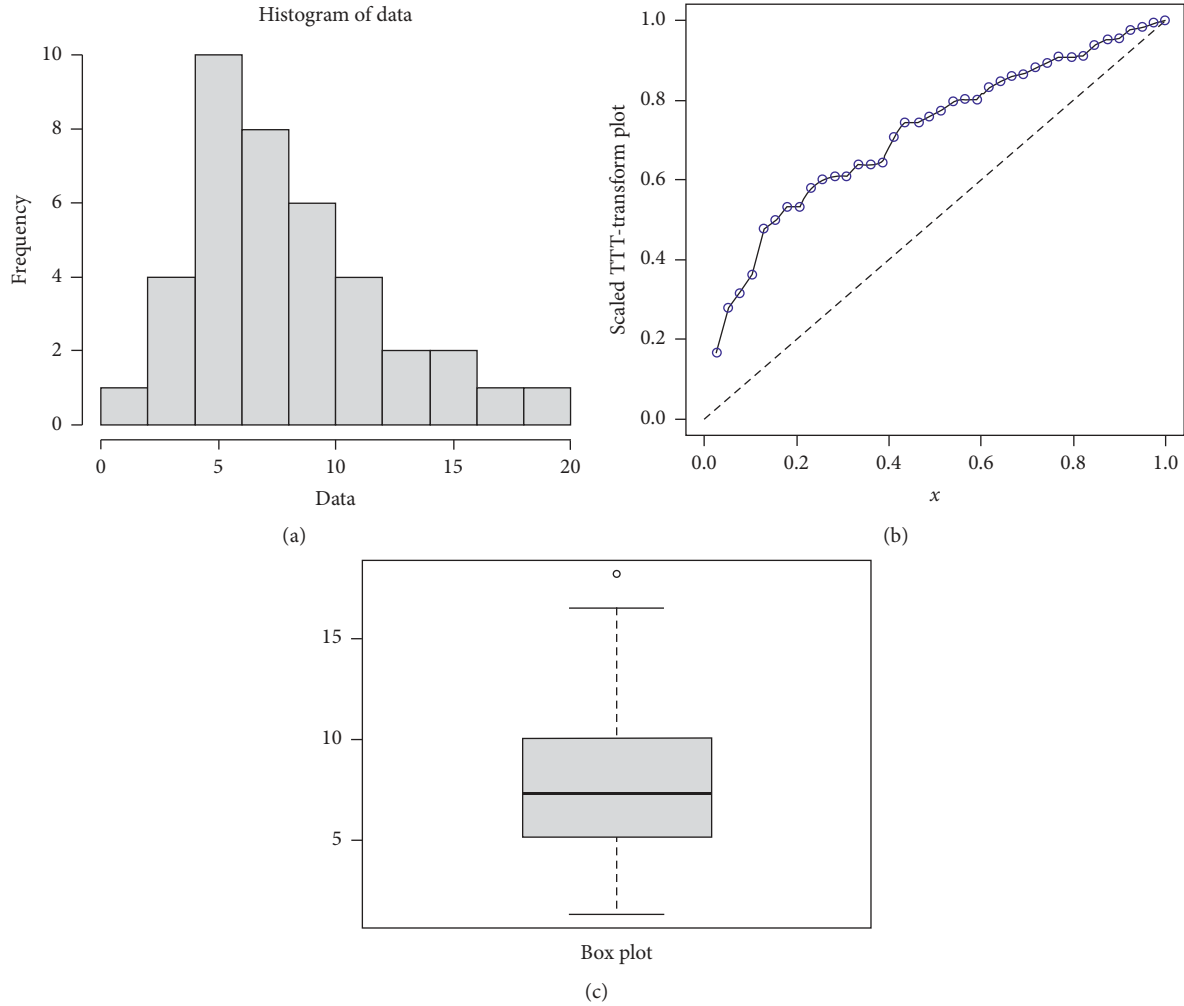 Histogram of data
Frequency
10
8
6
4
2
0
0 5 10 15 20
Data
(a)
Scaled TTT-transform plot
1.0
0.8
0.6
0.4
0.2
0.0
0.0 0.2 0.4 0.6 0.8 1.0
x
(b)
15
10
5
Box plot
(c)